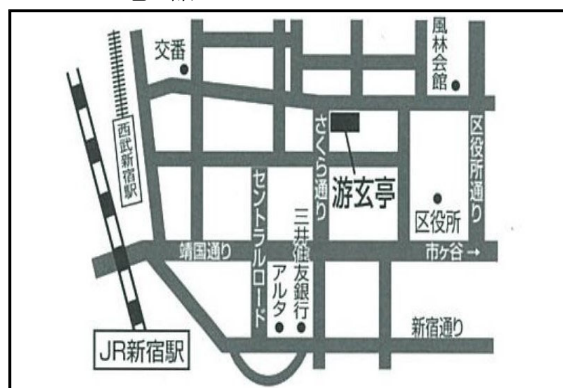 交番
風林会館
西武新宿駅
さくら通り
区役所通り
游玄亭
セントラルロード
区役所
三井住友銀行
アルタ
靖国通り
市ヶ谷→
新宿通り
JR新宿駅